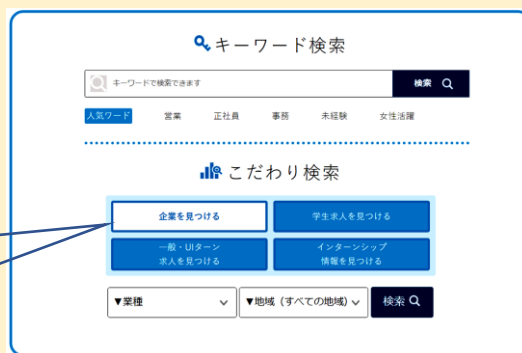 キーワード検索
キーワードで検索できます 検索
人気ワード 営業 正社員 事務 未経験 女性活躍
こだわり検索
企業を見つける 学生求人を見つける
一般・UIターン
求人を見つける
インターンシップ
情報を見つける
▼業種 ▼地域 (すべての地域) 検索